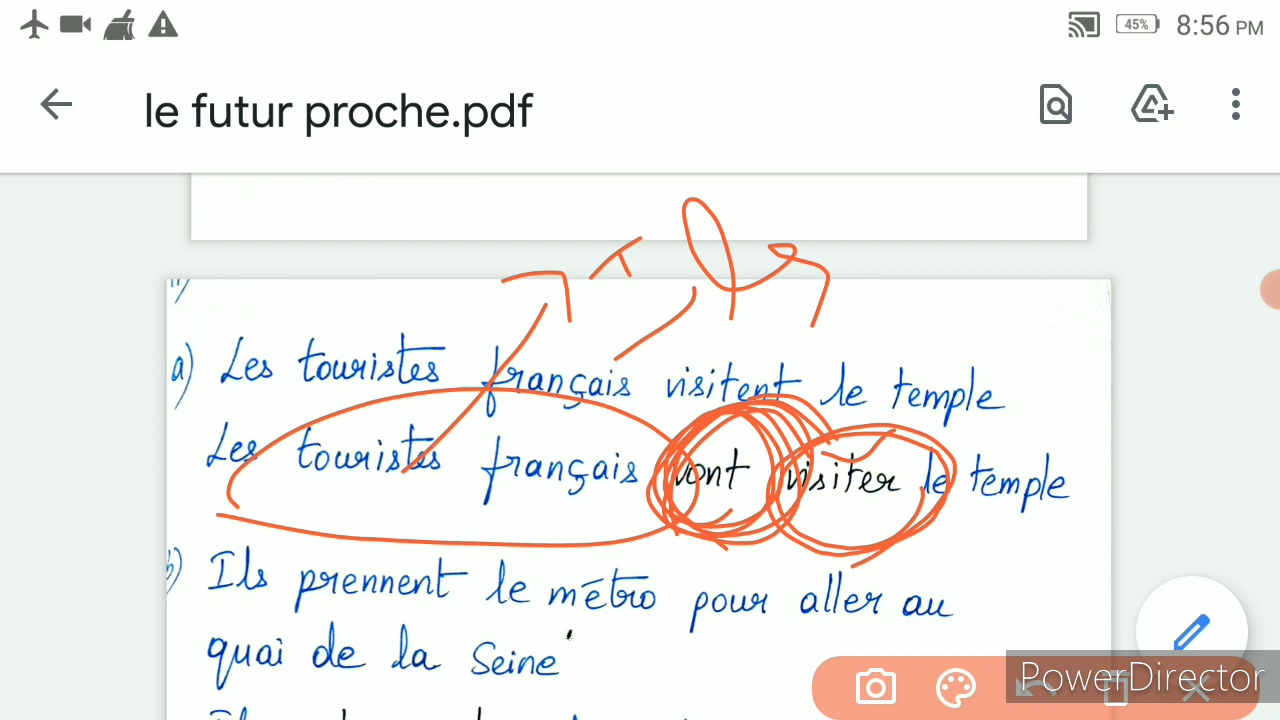 45% 8:56 PM
le futur proche.pdf
a) Les touristes français visitent le temple
Les touristes français vont visiter le temple
b) Ils prennent le métro pour aller au
quai de la Seine
PowerDirector